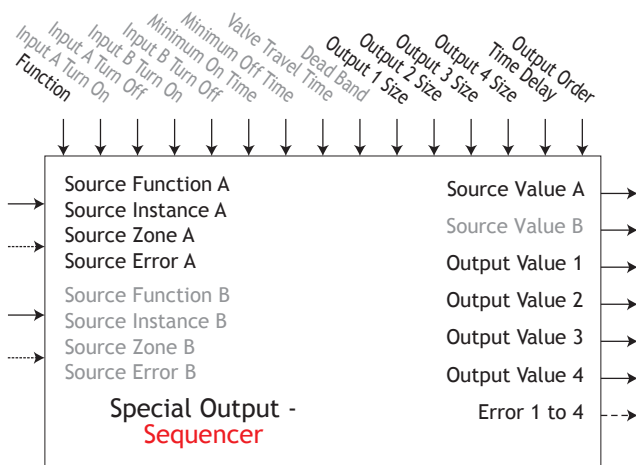 Function
Input A Turn On
Input A Turn Off
Input B Turn On
Input B Turn Off
Minimum On Time
Minimum Off Time
Valve Travel Time
Dead Band
Output 1 Size
Output 2 Size
Output 3 Size
Output 4 Size
Time Delay
Output Order
Source Function A
Source Instance A
Source Zone A
Source Error A
Source Function B
Source Instance B
Source Zone B
Source Error B
Special Output -
Sequencer
Source Value A
Source Value B
Output Value 1
Output Value 2
Output Value 3
Output Value 4
Error 1 to 4